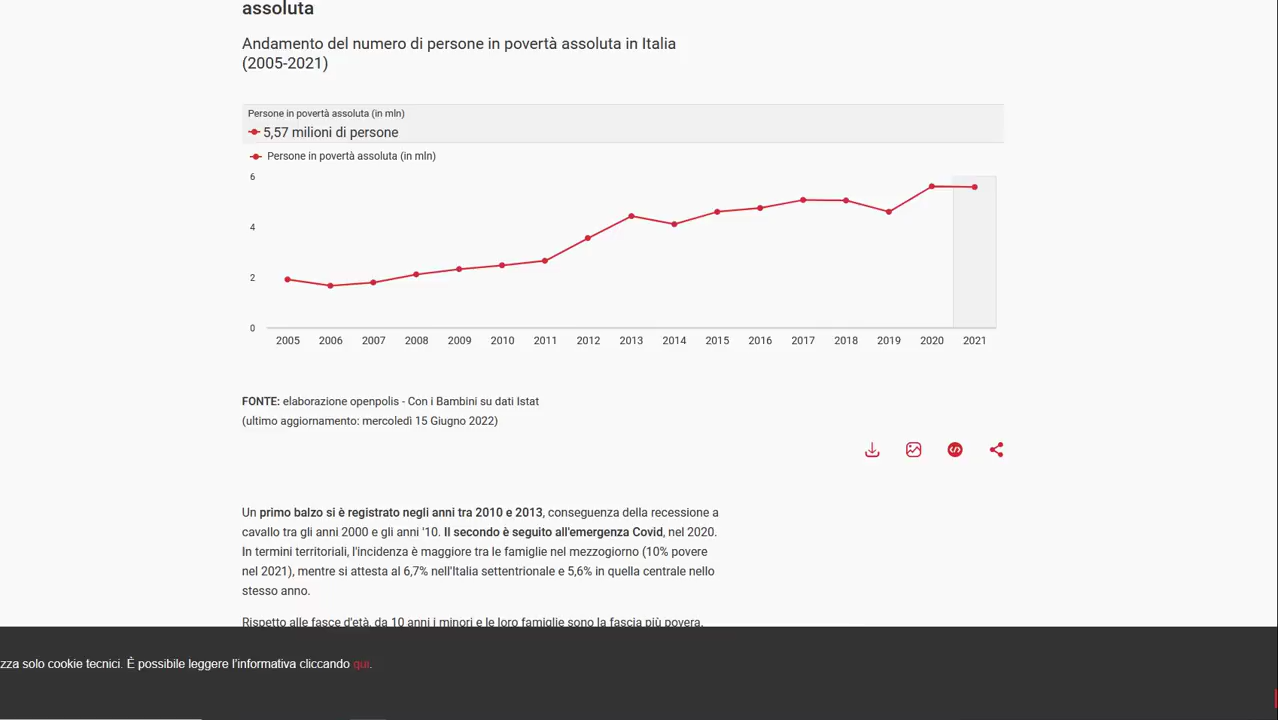 assoluta
Andamento del numero di persone in povertà assoluta in Italia
(2005-2021)
Persone in povertà assoluta (in mln)
5,57 milioni di persone
Persone in povertà assoluta (in mln)
6
4
2
0
2005 2006 2007 2008 2009 2010 2011 2012 2013 2014 2015 2016 2017 2018 2019 2020 2021
FONTE: elaborazione openpolis - Con i Bambini su dati Istat
(ultimo aggiornamento: mercoledì 15 Giugno 2022)
Un primo balzo si è registrato negli anni tra 2010 e 2013, conseguenza della recessione a
cavallo tra gli anni 2000 e gli anni '10. Il secondo è seguito all'emergenza Covid, nel 2020.
In termini territoriali, l'incidenza è maggiore tra le famiglie nel mezzogiorno (10% povere
nel 2021), mentre si attesta al 6,7% nell'Italia settentrionale e 5,6% in quella centrale nello
stesso anno.
Rispetto alle fasce d'età, da 10 anni i minori e le loro famiglie sono la fascia più povera.
zza solo cookie tecnici. È possibile leggere l'informativa cliccando qui.